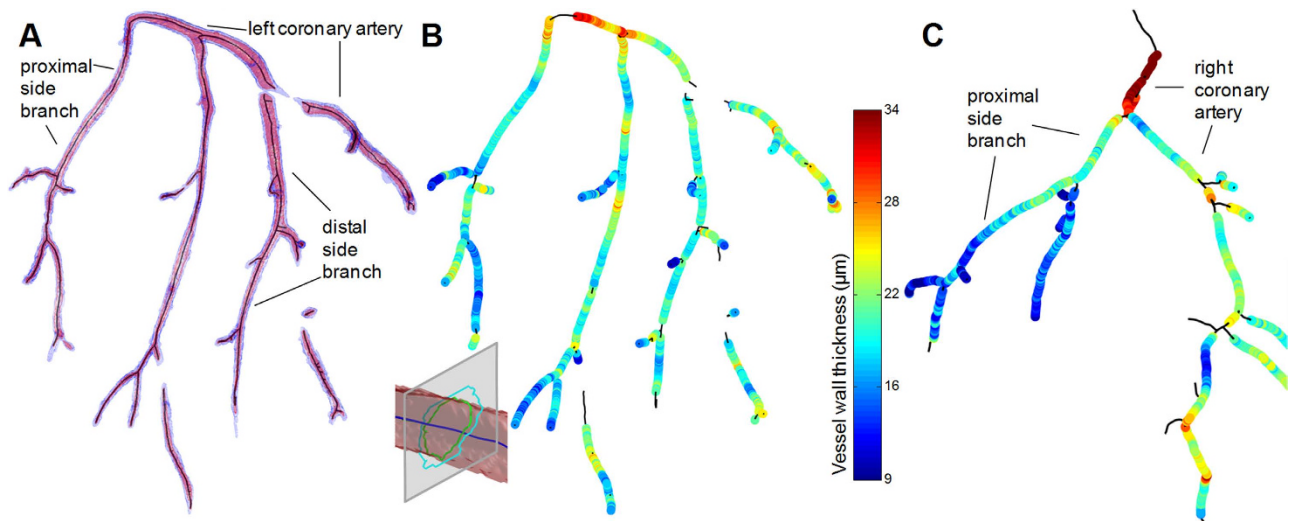 A
left coronary artery
proximal
side
branch
distal
side
branch
B
Vessel wall thickness (µm)
34
28
22
16
9
C
proximal
side
branch
right
coronary
artery